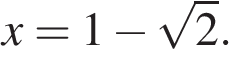 x = 1 − √2.